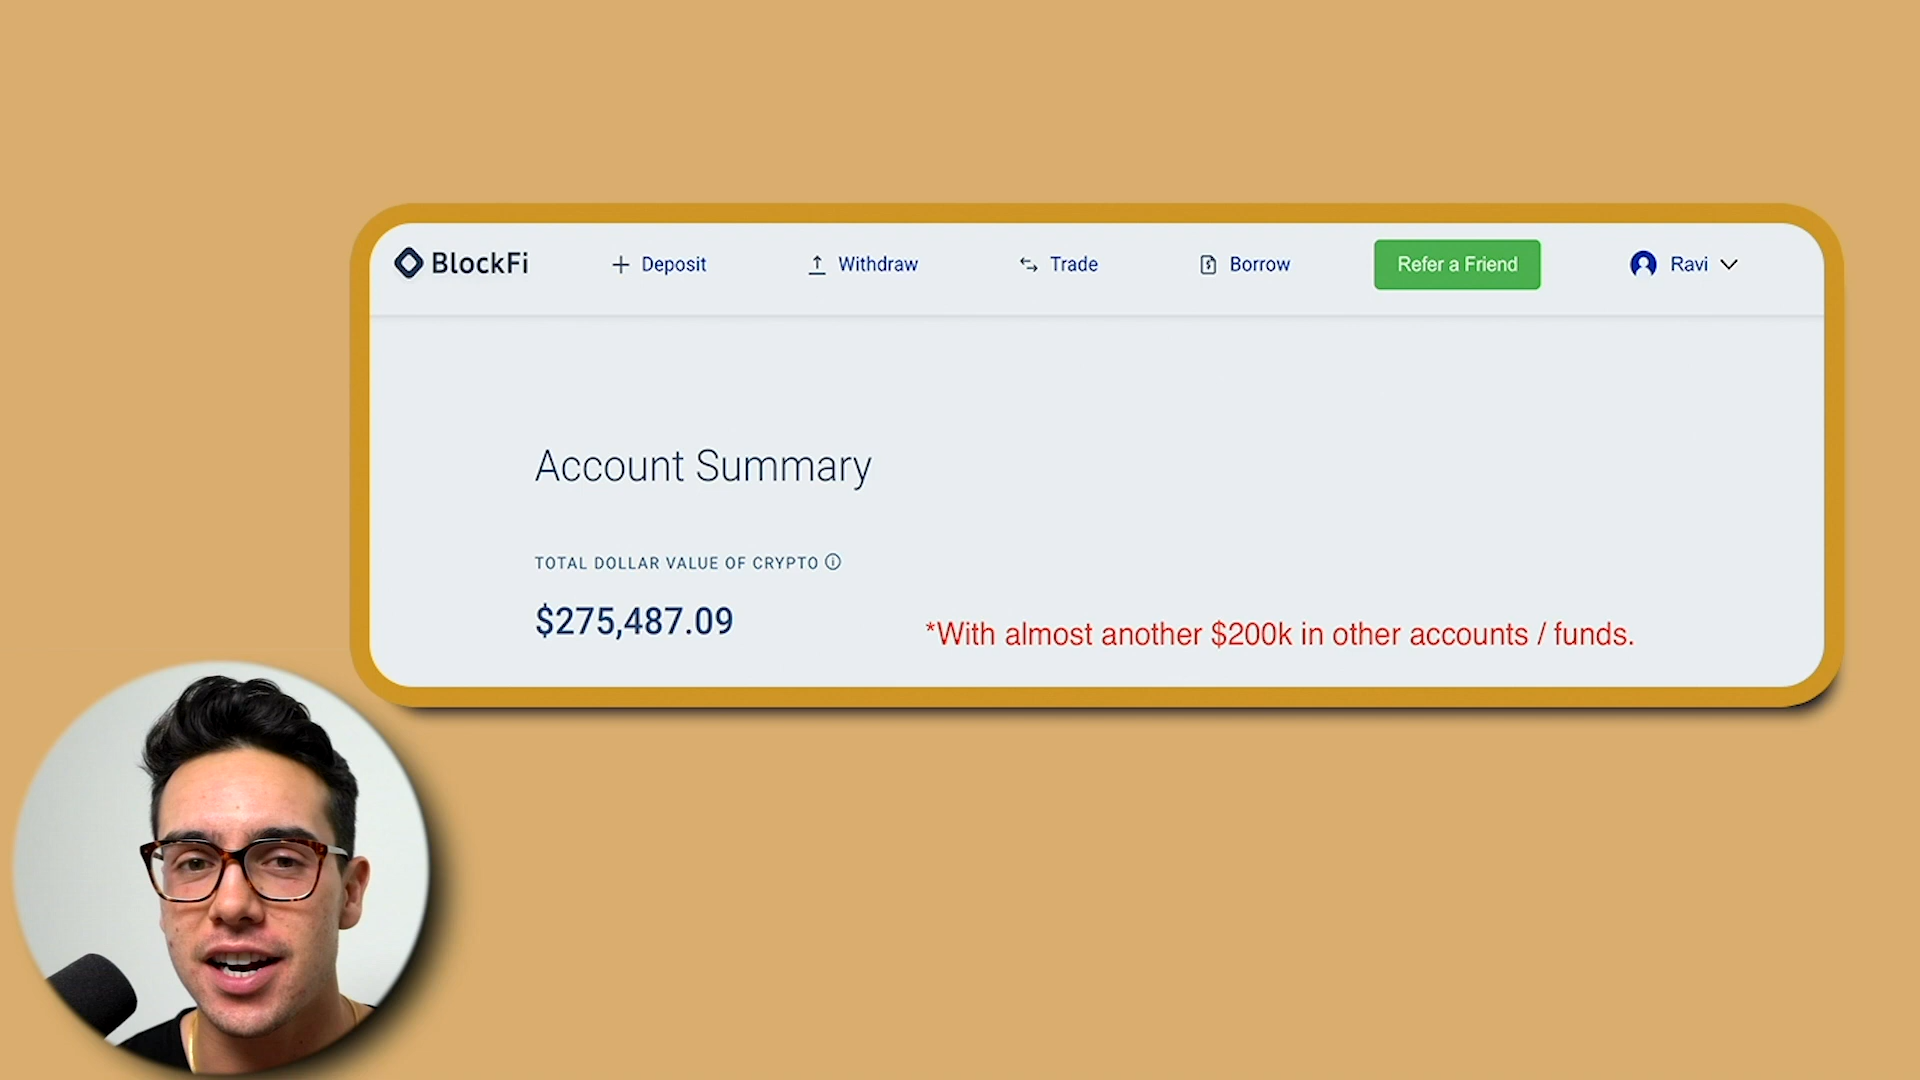 BlockFi
Deposit
Withdraw
Trade
Borrow
Refer a Friend
Ravi
Account Summary
TOTAL DOLLAR VALUE OF CRYPTO
$275,487.09
*With almost another $200k in other accounts / funds.